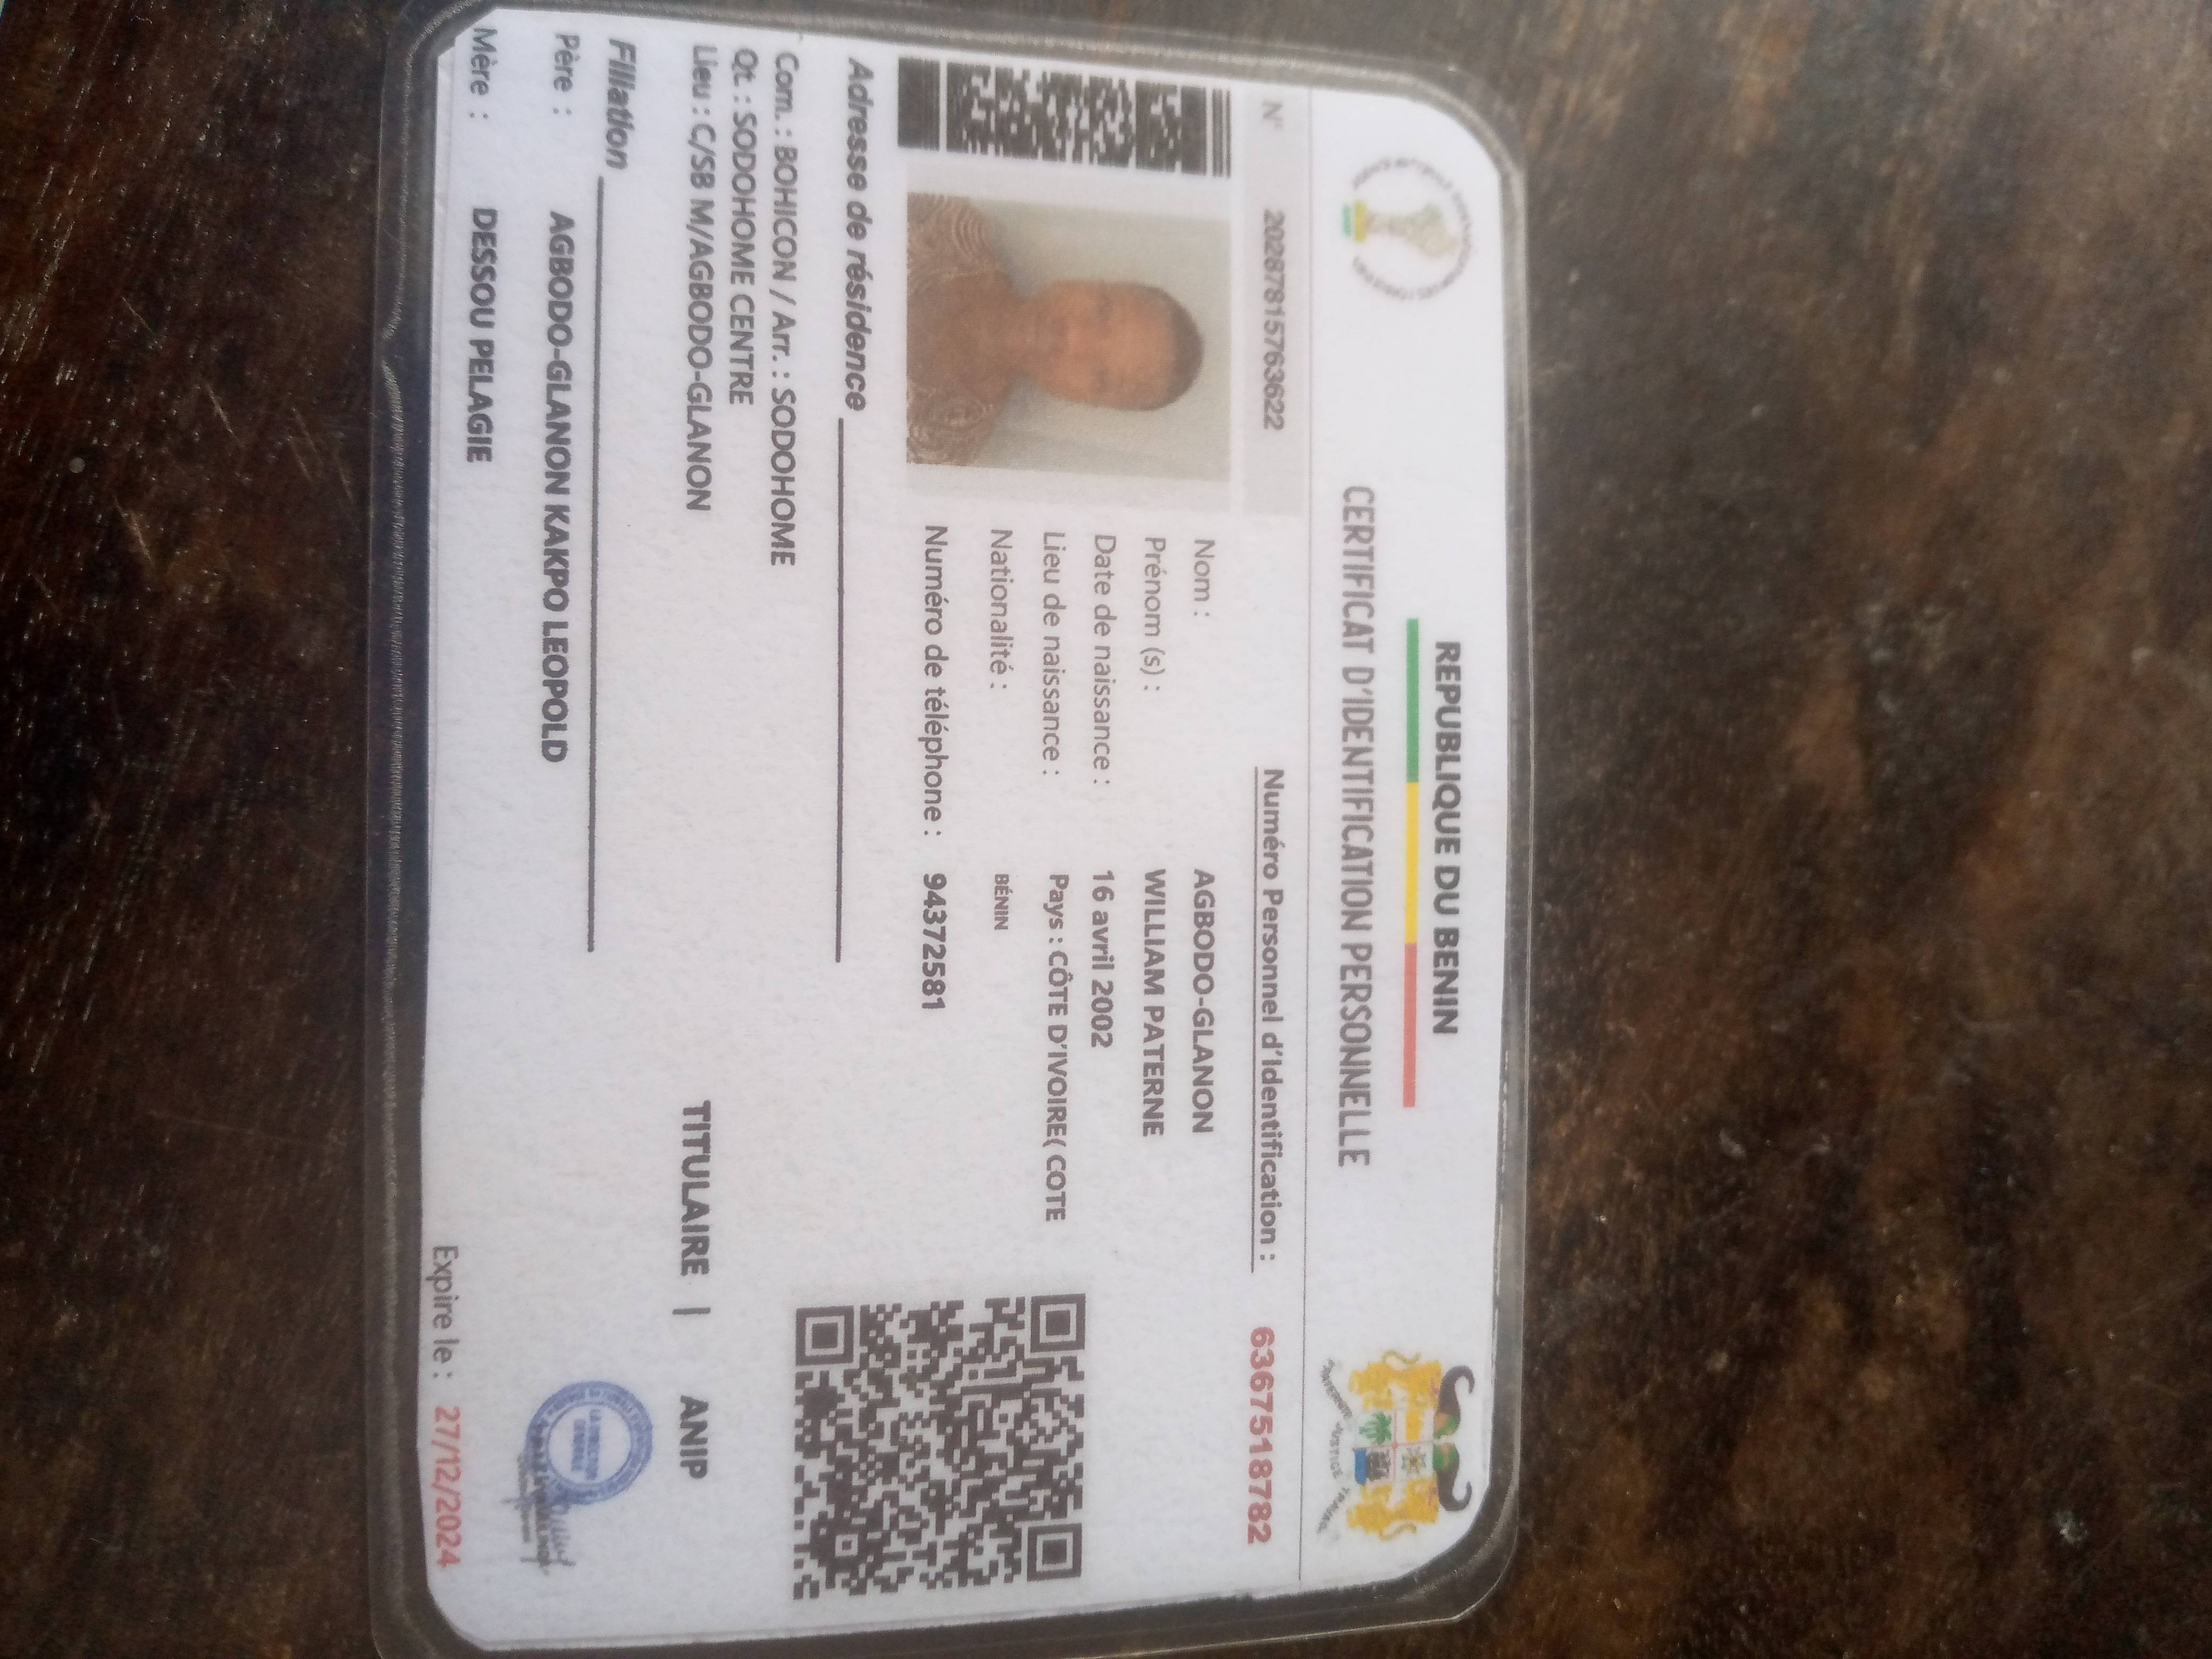 REPUBLIQUE DU BENIN
CERTIFICAT D'IDENTIFICATION PERSONNELLE
N° 20287815763622
Numéro Personnel d'Identification : 6367518782
Nom : AGBODO-GLANON
Prénom (s) : WILLIAM PATERNE
Date de naissance : 16 avril 2002
Lieu de naissance : Pays : CÔTE D'IVOIRE( COTE
Nationalité : BÉNIN
Numéro de téléphone : 94372581
Adresse de résidence
Com. : BOHICON / Arr. : SODOHOME
Qt. : SODOHOME CENTRE
Lieu : C/SB M/AGBODO-GLANON
TITULAIRE | ANIP
Filiation
Père : AGBODO-GLANON KAKPO LEOPOLD
Mère : DESSOU PELAGIE
Expire le : 27/12/2024